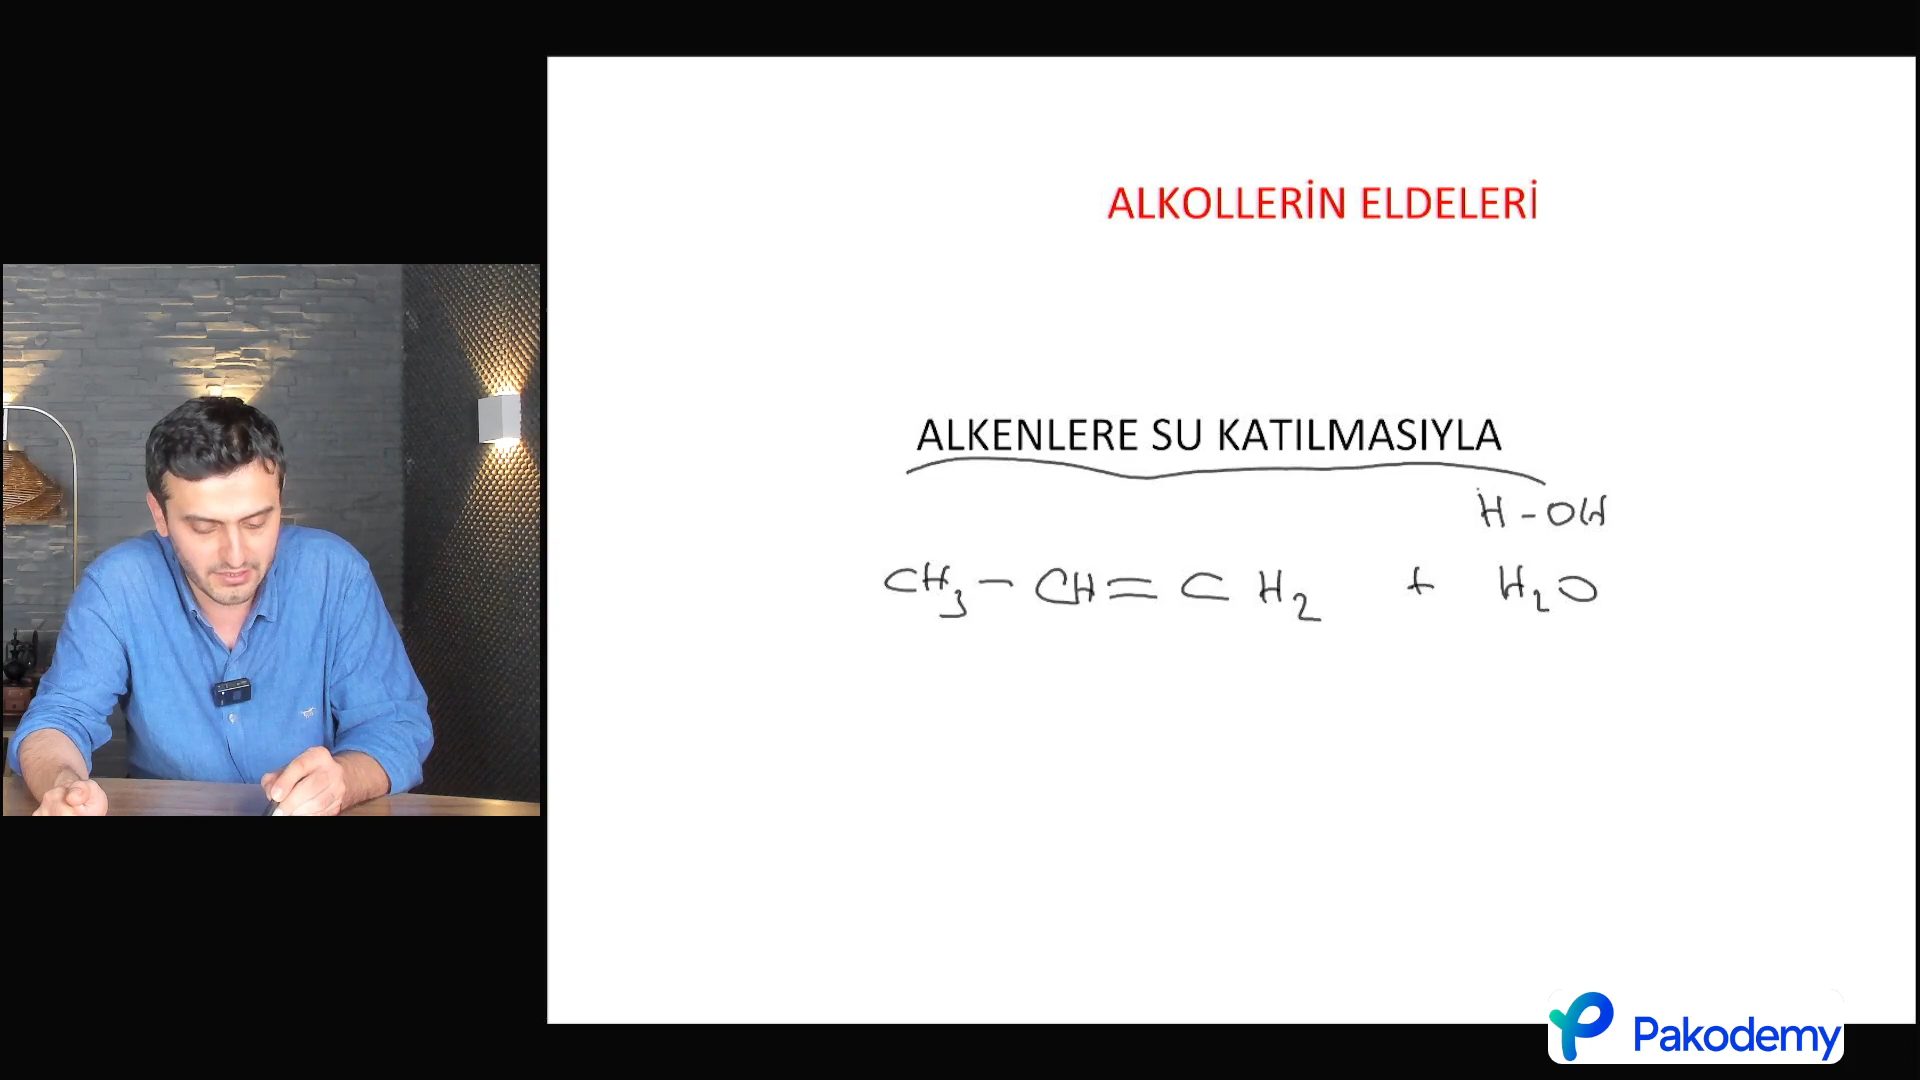 ALKOLLERİN ELDELERİ
ALKENLERE SU KATILMASIYLA
H-OH
CH₃-CH=CH₂ + H₂O
Pakodemy